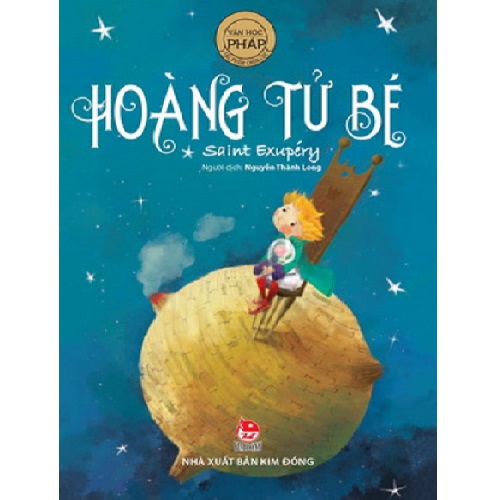 VĂN HỌC
PHÁP
HOÀNG TỬ BÉ
Saint Exupéry
Người dịch: Nguyễn Thành Long
NHÀ XUẤT BẢN KIM ĐỒNG